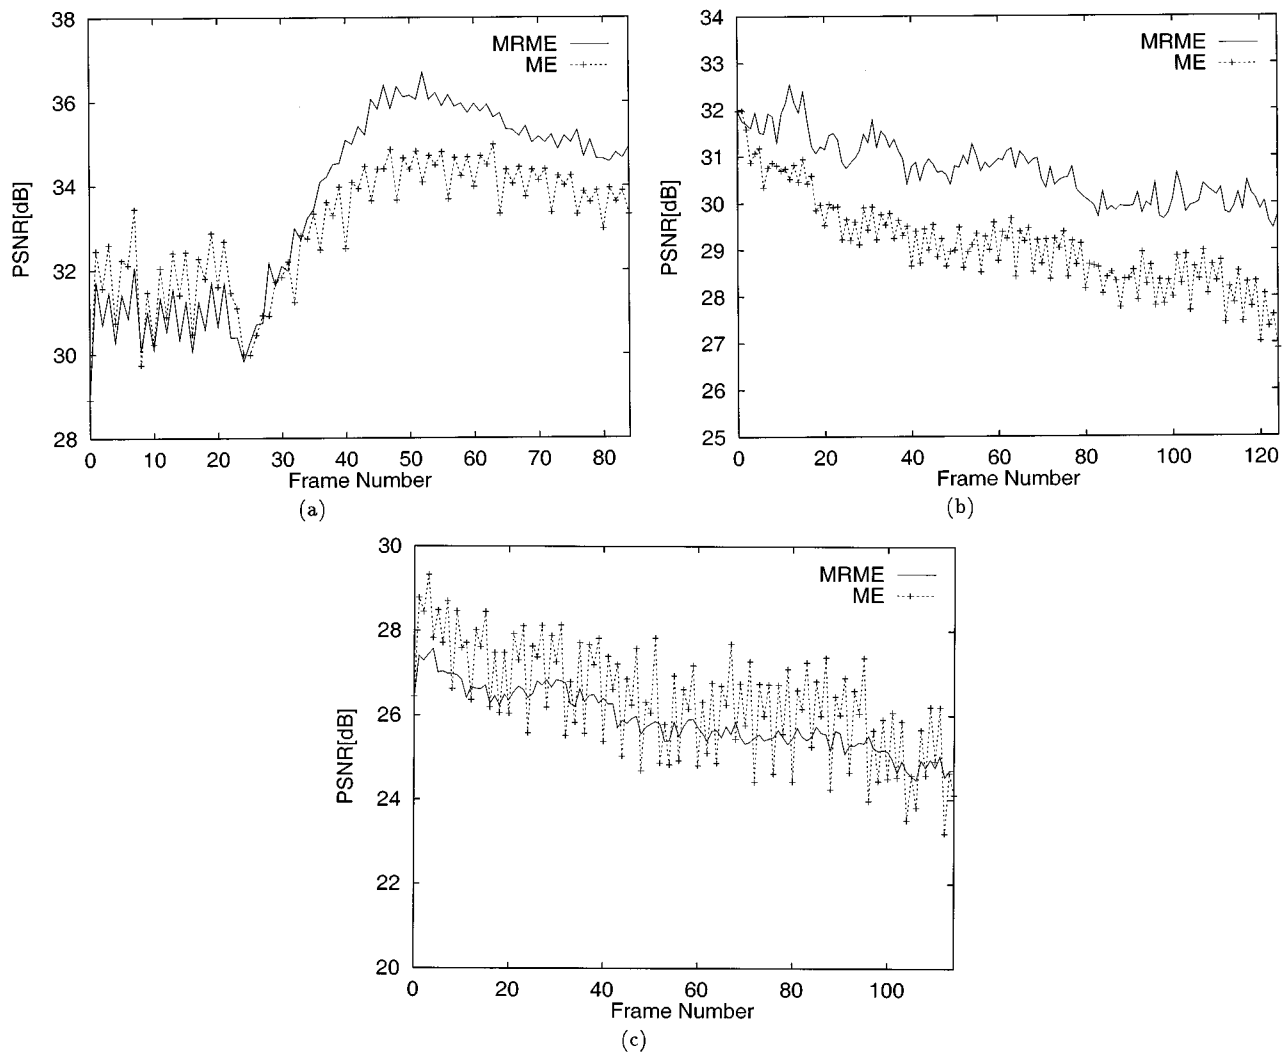 38
36
34
32
30
28
PSNR[dB]
MRME
ME
0 10 20 30 40 50 60 70 80
Frame Number
(a)
34
33
32
31
30
29
28
27
26
25
PSNR[dB]
MRME
ME
0 20 40 60 80 100 120
Frame Number
(b)
30
28
26
24
22
20
PSNR[dB]
MRME
ME
0 20 40 60 80 100
Frame Number
(c)